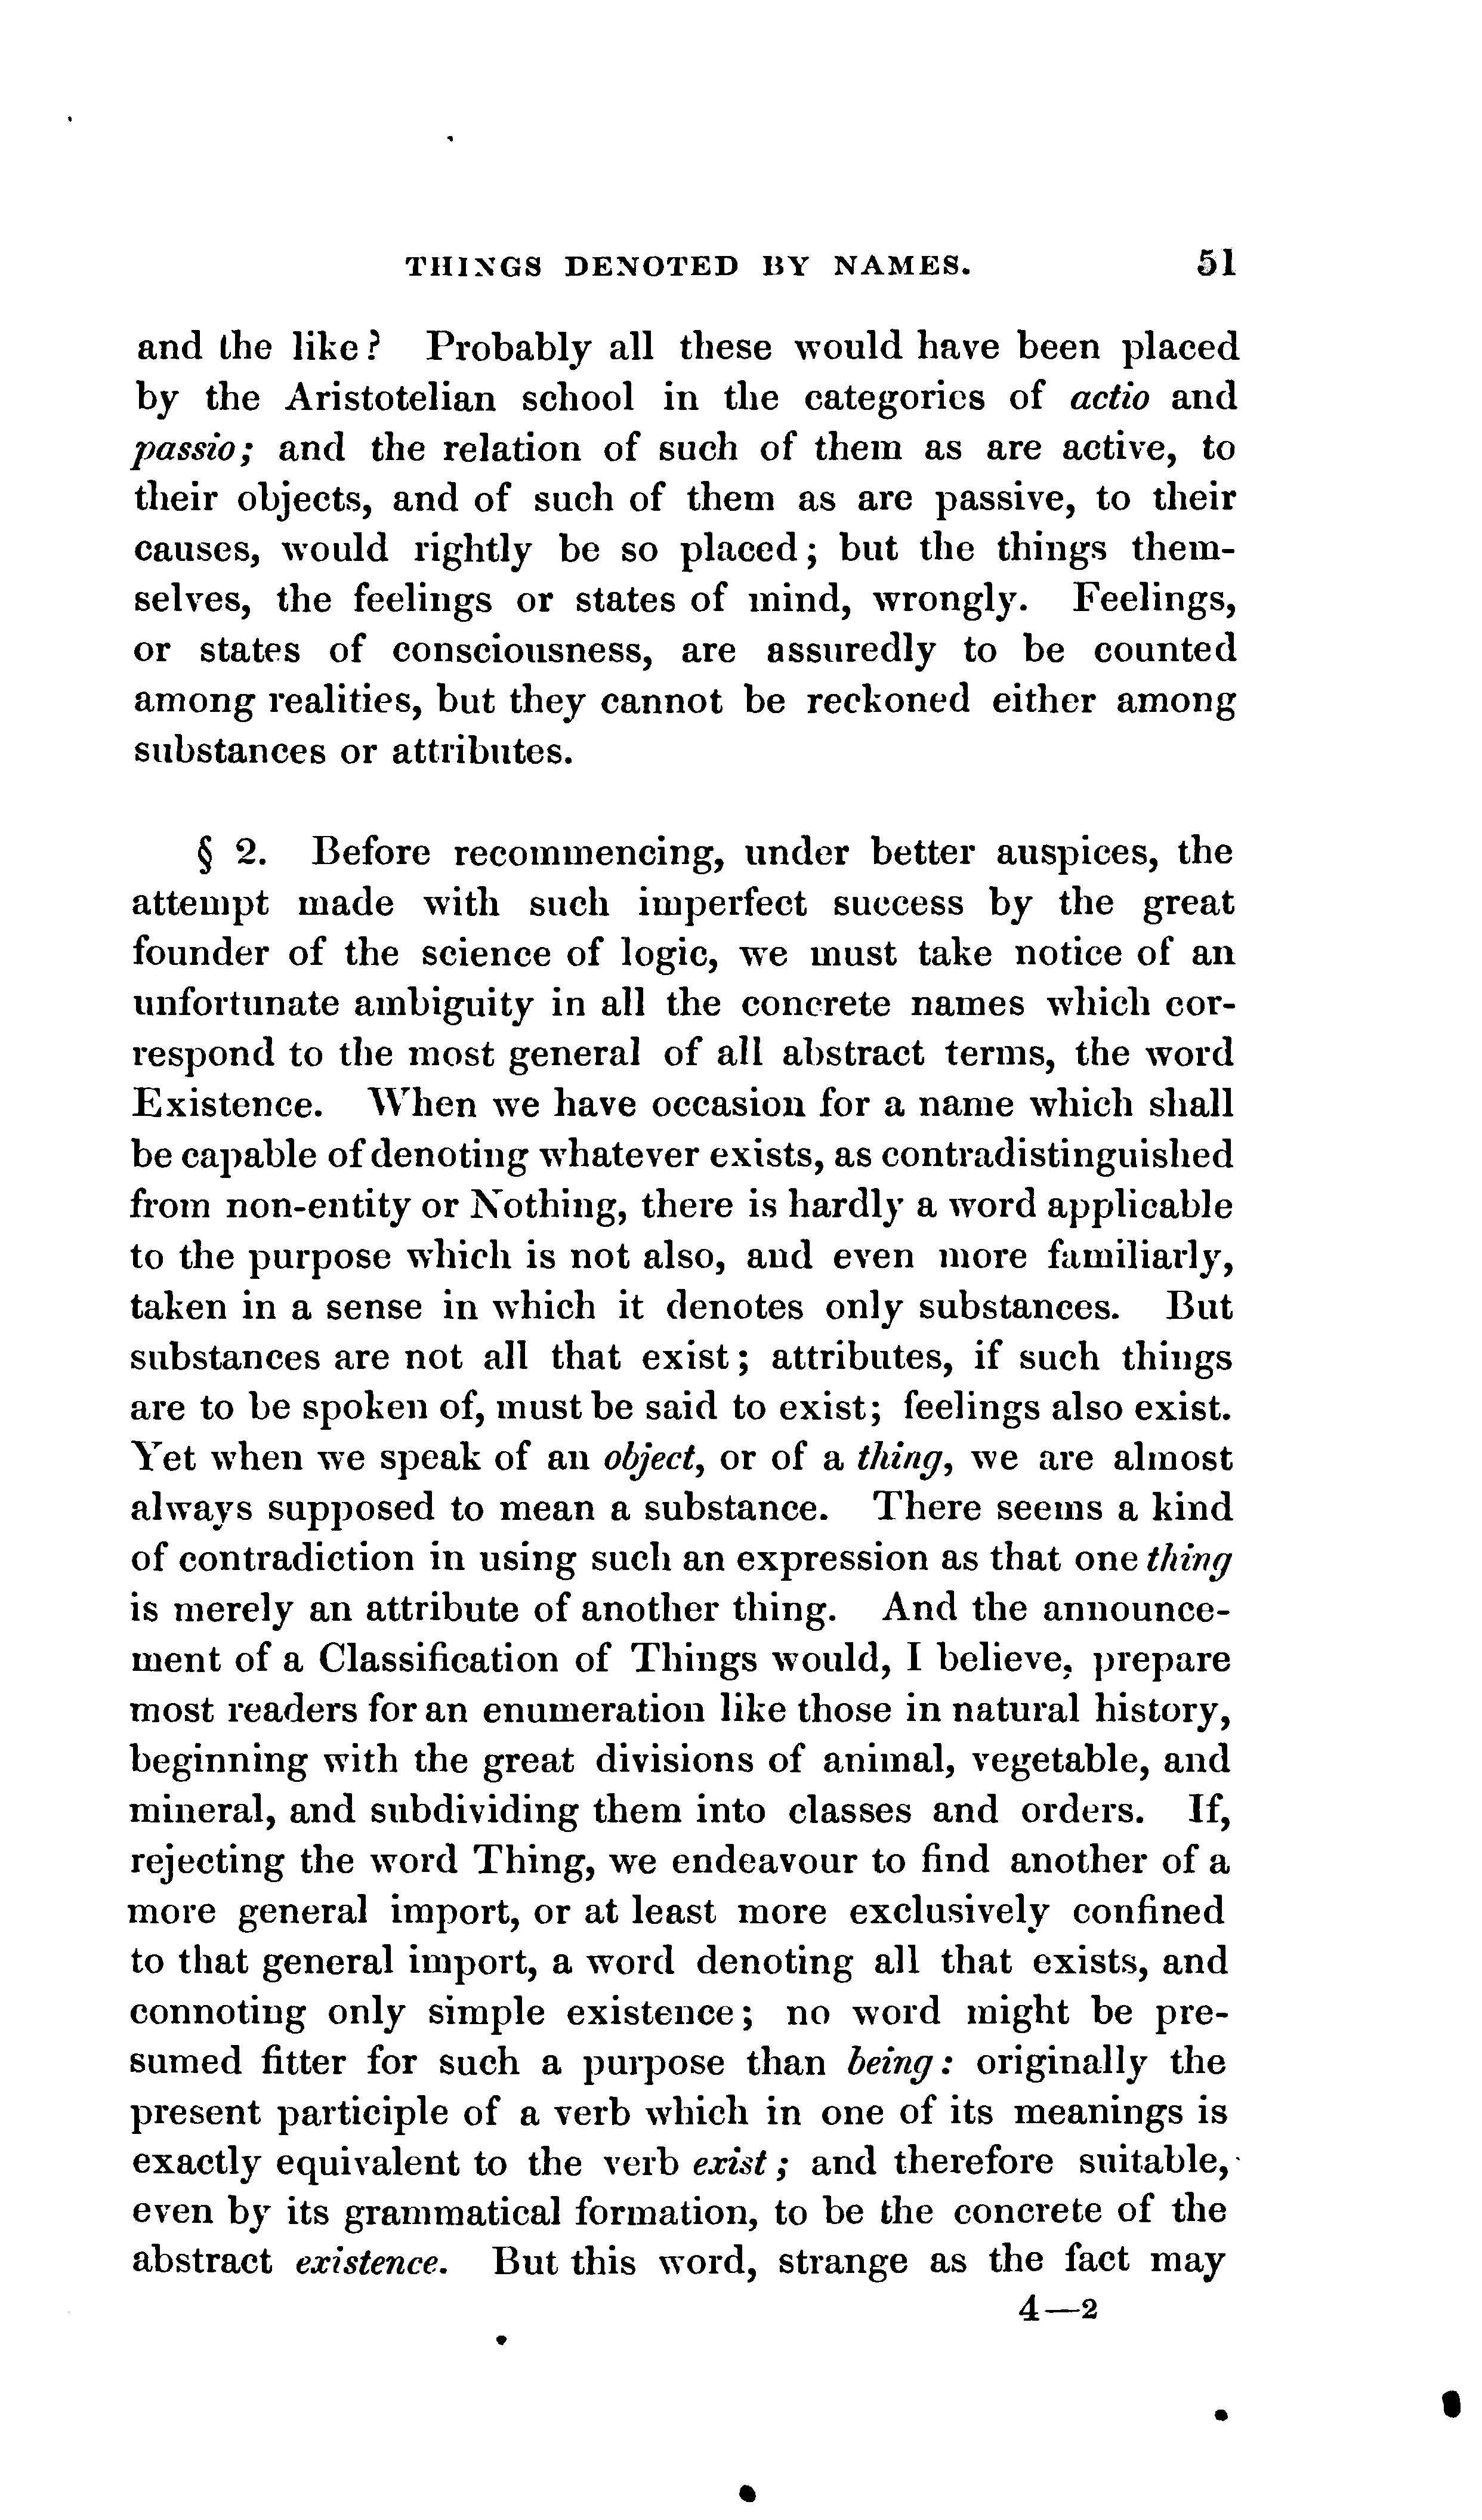 THINGS DENOTED BY NAMES. 51
and the like? Probably all these would have been placed
by the Aristotelian school in the categories of actio and
passio; and the relation of such of them as are active, to
their objects, and of such of them as are passive, to their
causes, would rightly be so placed; but the things them-
selves, the feelings or states of mind, wrongly. Feelings,
or states of consciousness, are assuredly to be counted
among realities, but they cannot be reckoned either among
substances or attributes.
§ 2. Before recommencing, under better auspices, the
attempt made with such imperfect success by the great
founder of the science of logic, we must take notice of an
unfortunate ambiguity in all the concrete names which cor-
respond to the most general of all abstract terms, the word
Existence. When we have occasion for a name which shall
be capable of denoting whatever exists, as contradistinguished
from non-entity or Nothing, there is hardly a word applicable
to the purpose which is not also, and even more familiarly,
taken in a sense in which it denotes only substances. But
substances are not all that exist; attributes, if such things
are to be spoken of, must be said to exist; feelings also exist.
Yet when we speak of an object, or of a thing, we are almost
always supposed to mean a substance. There seems a kind
of contradiction in using such an expression as that one thing
is merely an attribute of another thing. And the announce-
ment of a Classification of Things would, I believe, prepare
most readers for an enumeration like those in natural history,
beginning with the great divisions of animal, vegetable, and
mineral, and subdividing them into classes and orders. If,
rejecting the word Thing, we endeavour to find another of a
more general import, or at least more exclusively confined
to that general import, a word denoting all that exists, and
connoting only simple existence; no word might be pre-
sumed fitter for such a purpose than being: originally the
present participle of a verb which in one of its meanings is
exactly equivalent to the verb exist; and therefore suitable,
even by its grammatical formation, to be the concrete of the
abstract existence. But this word, strange as the fact may
4—2